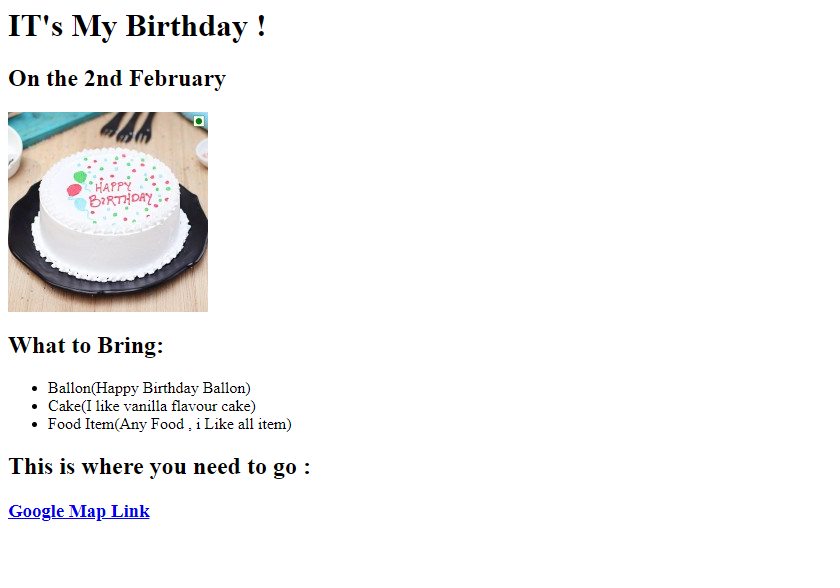 IT's My Birthday !
On the 2nd February
HAPPY
BIRTHDAY
What to Bring:
Ballon(Happy Birthday Ballon)
Cake(I like vanilla flavour cake)
Food Item(Any Food , i Like all item)
This is where you need to go :
Google Map Link